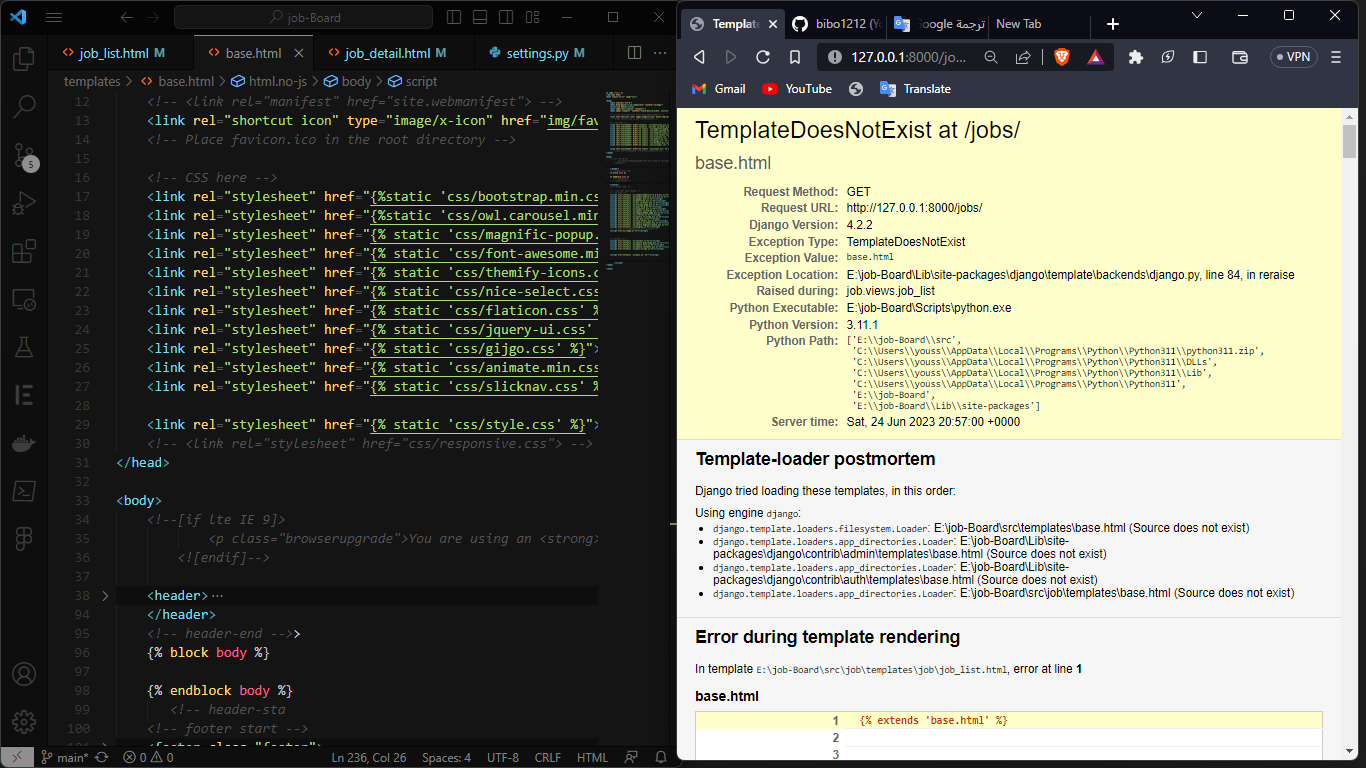 job-Board
job_list.html M
base.html
job_detail.html M
settings.py M
templates > base.html > html.no-js > body > script
12 <!-- <link rel="manifest" href="site.webmanifest"> -->
13 <link rel="shortcut icon" type="image/x-icon" href="img/fav
14 <!-- Place favicon.ico in the root directory -->
15
16 <!-- CSS here -->
17 <link rel="stylesheet" href="{%static 'css/bootstrap.min.cs
18 <link rel="stylesheet" href="{%static 'css/owl.carousel.min
19 <link rel="stylesheet" href="{% static 'css/magnific-popup.
20 <link rel="stylesheet" href="{% static 'css/font-awesome.mi
21 <link rel="stylesheet" href="{% static 'css/themify-icons.c
22 <link rel="stylesheet" href="{% static 'css/nice-select.css
23 <link rel="stylesheet" href="{% static 'css/flaticon.css' %
24 <link rel="stylesheet" href="{% static 'css/jquery-ui.css'
25 <link rel="stylesheet" href="{% static 'css/gijgo.css' %}">
26 <link rel="stylesheet" href="{% static 'css/animate.min.css
27 <link rel="stylesheet" href="{% static 'css/slicknav.css' %
28
29 <link rel="stylesheet" href="{% static 'css/style.css' %}">
30 <!-- <link rel="stylesheet" href="css/responsive.css"> -->
31 </head>
32
33 <body>
34 <!--[if lte IE 9]>
35 <p class="browserupgrade">You are using an <strong>
36 <![endif]-->
37
38 <header>…
94 </header>
95 <!-- header-end -->>
96 {% block body %}
97
98 {% endblock body %}
99 <!-- header-sta
100 <!-- footer start -->
101 <footer class="footer">
5
main*
0 0
Ln 236, Col 26
Spaces: 4
UTF-8
CRLF
HTML
Template
bibo1212 (Yo
ترجمة Google
New Tab
127.0.0.1:8000/jo...
VPN
Gmail
YouTube
Translate
TemplateDoesNotExist at /jobs/
base.html
Request Method: GET
Request URL: http://127.0.0.1:8000/jobs/
Django Version: 4.2.2
Exception Type: TemplateDoesNotExist
Exception Value: base.html
Exception Location: E:\job-Board\Lib\site-packages\django\template\backends\django.py, line 84, in reraise
Raised during: job.views.job_list
Python Executable: E:\job-Board\Scripts\python.exe
Python Version: 3.11.1
Python Path: ['E:\\job-Board\\src',
'C:\\Users\\youss\\AppData\\Local\\Programs\\Python\\Python311\\python311.zip',
'C:\\Users\\youss\\AppData\\Local\\Programs\\Python\\Python311\\DLLs',
'C:\\Users\\youss\\AppData\\Local\\Programs\\Python\\Python311\\Lib',
'C:\\Users\\youss\\AppData\\Local\\Programs\\Python\\Python311',
'E:\\job-Board',
'E:\\job-Board\\Lib\\site-packages']
Server time: Sat, 24 Jun 2023 20:57:00 +0000
Template-loader postmortem
Django tried loading these templates, in this order:
Using engine django:
• django.template.loaders.filesystem.Loader: E:\job-Board\src\templates\base.html (Source does not exist)
• django.template.loaders.app_directories.Loader: E:\job-Board\Lib\site-
packages\django\contrib\admin\templates\base.html (Source does not exist)
• django.template.loaders.app_directories.Loader: E:\job-Board\Lib\site-
packages\django\contrib\auth\templates\base.html (Source does not exist)
• django.template.loaders.app_directories.Loader: E:\job-Board\src\job\templates\base.html (Source does not exist)
Error during template rendering
In template E:\job-Board\src\job\templates\job\job_list.html, error at line 1
base.html
1 {% extends 'base.html' %}
2
3